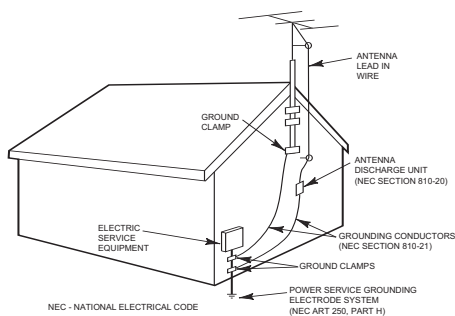 ANTENNA
LEAD IN
WIRE
GROUND
CLAMP
ANTENNA
DISCHARGE UNIT
(NEC SECTION 810-20)
ELECTRIC
SERVICE
EQUIPMENT
GROUNDING CONDUCTORS
(NEC SECTION 810-21)
GROUND CLAMPS
POWER SERVICE GROUNDING
ELECTRODE SYSTEM
(NEC ART 250, PART H)
NEC - NATIONAL ELECTRICAL CODE